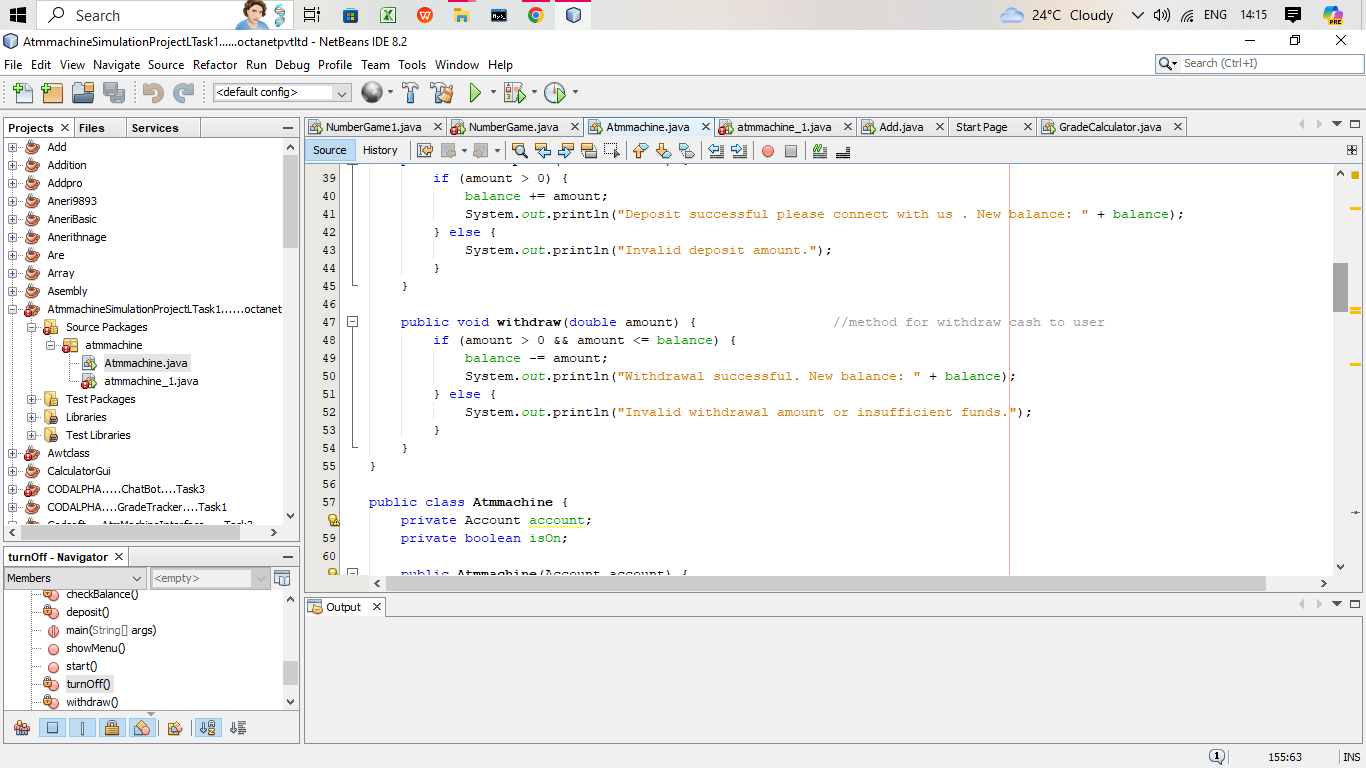 Search
24°C Cloudy
ENG 14:15
AtmmachineSimulationProjectLTask1......octanetpvtltd - NetBeans IDE 8.2
File Edit View Navigate Source Refactor Run Debug Profile Team Tools Window Help
Search (Ctrl+I)
<default config>
Projects Files Services
Add
Addition
Addpro
Aneri9893
AneriBasic
Anerithnage
Are
Array
Asembly
AtmmachineSimulationProjectLTask1......octanet
Source Packages
atmmachine
Atmmachine.java
atmmachine_1.java
Test Packages
Libraries
Test Libraries
Awtclass
CalculatorGui
CODALPHA.....ChatBot....Task3
CODALPHA....GradeTracker....Task1
turnOff - Navigator
Members <empty>
checkBalance()
deposit()
main(String[] args)
showMenu()
start()
turnOff()
withdraw()
NumberGame1.java NumberGame.java Atmmachine.java atmmachine_1.java Add.java Start Page GradeCalculator.java
Source History
39 if (amount > 0) {
40 balance += amount;
41 System.out.println("Deposit successful please connect with us . New balance: " + balance);
42 } else {
43 System.out.println("Invalid deposit amount.");
44 }
45 }
46
47 public void withdraw(double amount) { //method for withdraw cash to user
48 if (amount > 0 && amount <= balance) {
49 balance -= amount;
50 System.out.println("Withdrawal successful. New balance: " + balance);
51 } else {
52 System.out.println("Invalid withdrawal amount or insufficient funds.");
53 }
54 }
55 }
56
57 public class Atmmachine {
private Account account;
59 private boolean isOn;
60
public Atmmachine(Account account) {
Output
1 155:63 INS